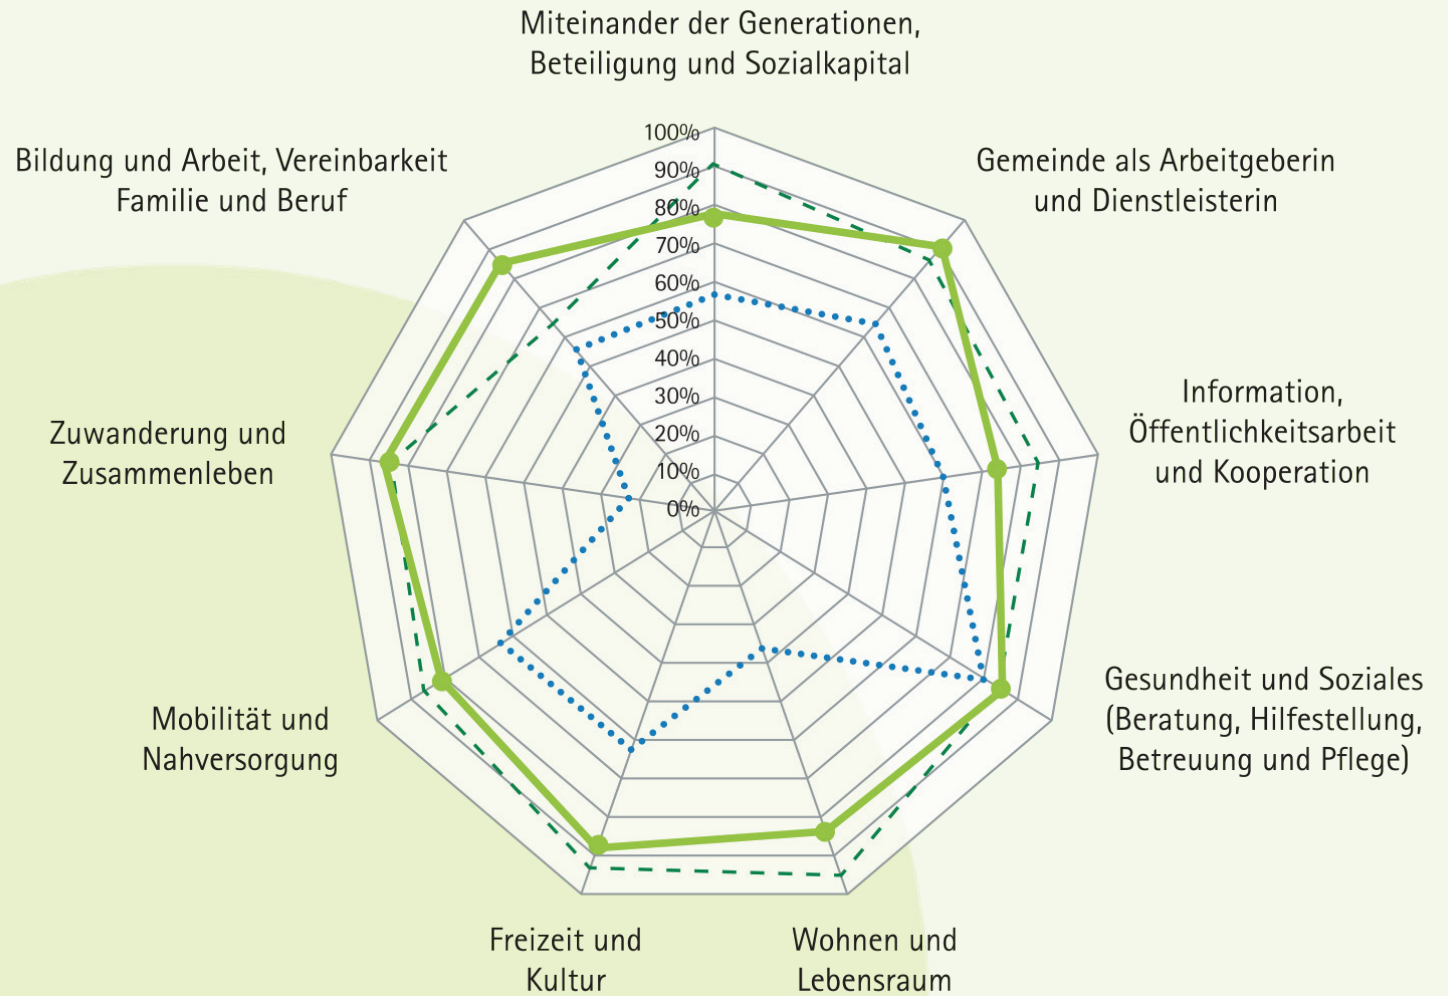 Miteinander der Generationen,
Beteiligung und Sozialkapital
Gemeinde als Arbeitgeberin
und Dienstleisterin
Information,
Öffentlichkeitsarbeit
und Kooperation
Gesundheit und Soziales
(Beratung, Hilfestellung,
Betreuung und Pflege)
Wohnen und
Lebensraum
Freizeit und
Kultur
Mobilität und
Nahversorgung
Zuwanderung und
Zusammenleben
Bildung und Arbeit, Vereinbarkeit
Familie und Beruf
100%
90%
80%
70%
60%
50%
40%
30%
20%
10%
0%